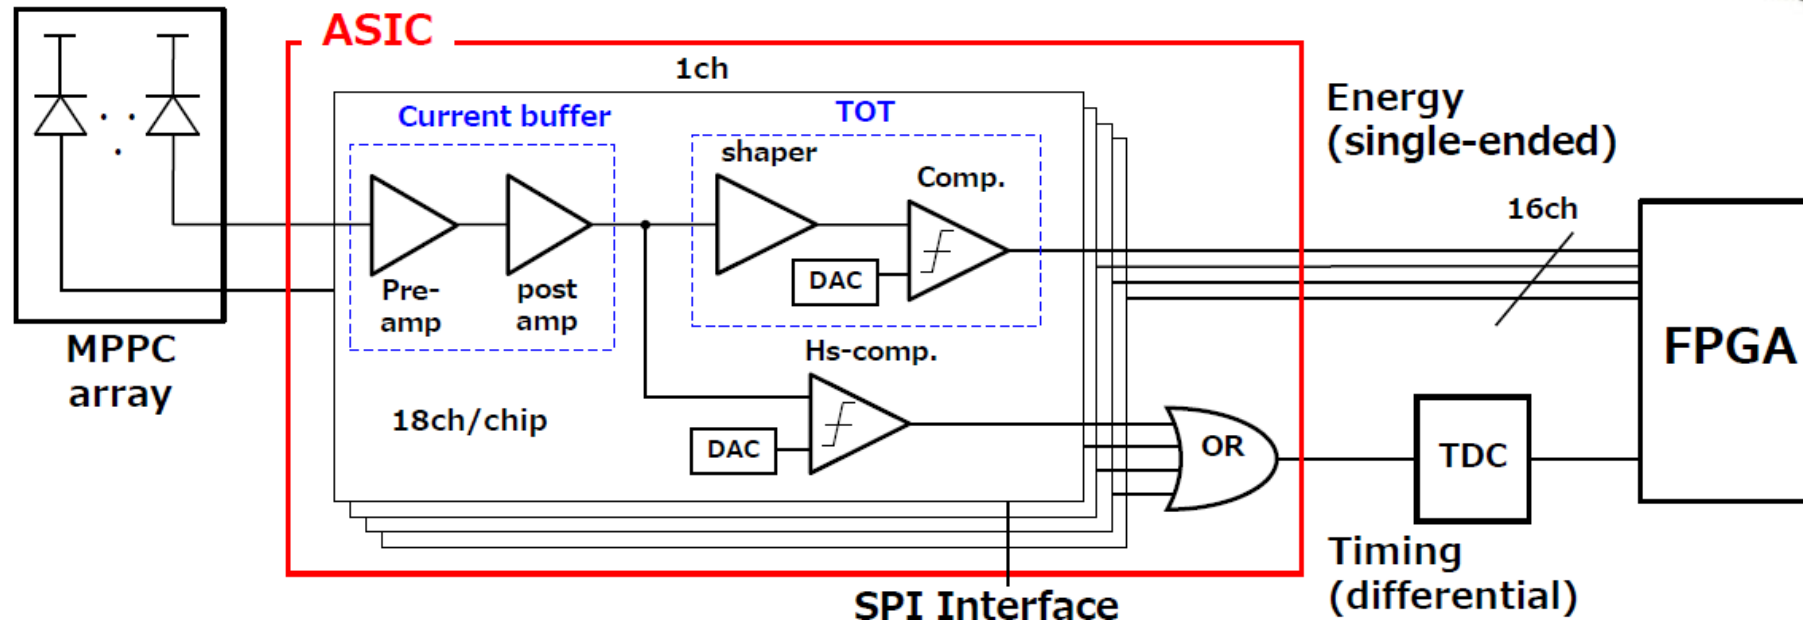 ASIC
1ch
Current buffer
TOT
shaper
Comp.
DAC
Pre-
amp
post
amp
Hs-comp.
DAC
18ch/chip
OR
SPI Interface
MPPC
array
Energy
(single-ended)
16ch
FPGA
TDC
Timing
(differential)